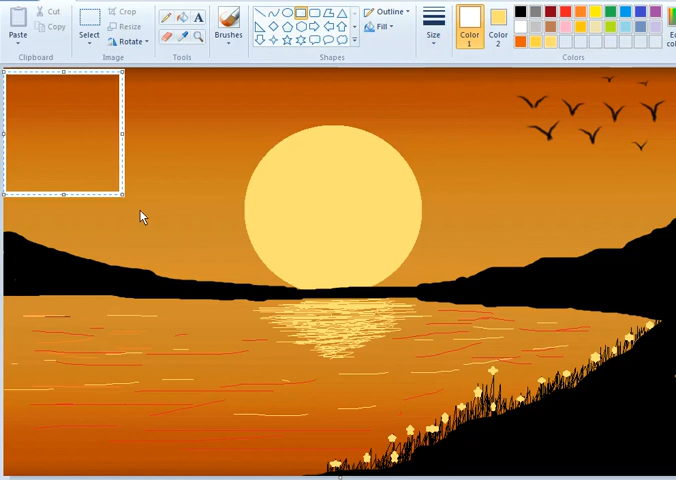 Cut
Copy
Paste
Clipboard
Crop
Resize
Rotate
Select
Image
A
Tools
Brushes
Outline
Fill
Shapes
Size
Color
1
Color
2
Colors